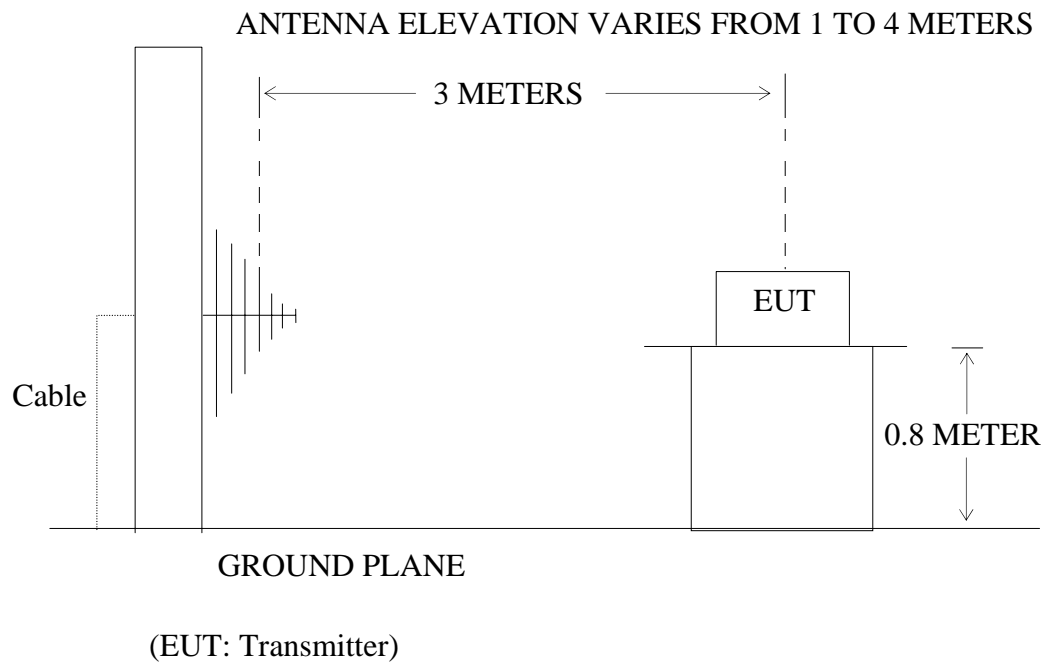 ANTENNA ELEVATION VARIES FROM 1 TO 4 METERS
3 METERS
EUT
Cable
0.8 METER
GROUND PLANE
(EUT: Transmitter)